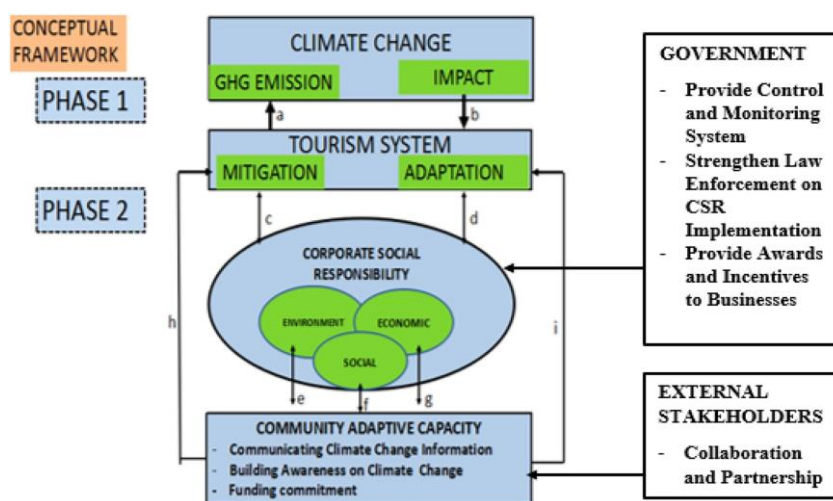 CONCEPTUAL
FRAMEWORK
PHASE 1
PHASE 2
CLIMATE CHANGE
GHG EMISSION
IMPACT
a
b
TOURISM SYSTEM
MITIGATION
ADAPTATION
c
d
CORPORATE SOCIAL
RESPONSIBILITY
ENVIRONMENT
ECONOMIC
SOCIAL
h
i
e
f
g
COMMUNITY ADAPTIVE CAPACITY
- Communicating Climate Change Information
- Building Awareness on Climate Change
- Funding commitment
GOVERNMENT
- Provide Control
and Monitoring
System
- Strengthen Law
Enforcement on
CSR
Implementation
- Provide Awards
and Incentives
to Businesses
EXTERNAL
STAKEHOLDERS
- Collaboration
and Partnership